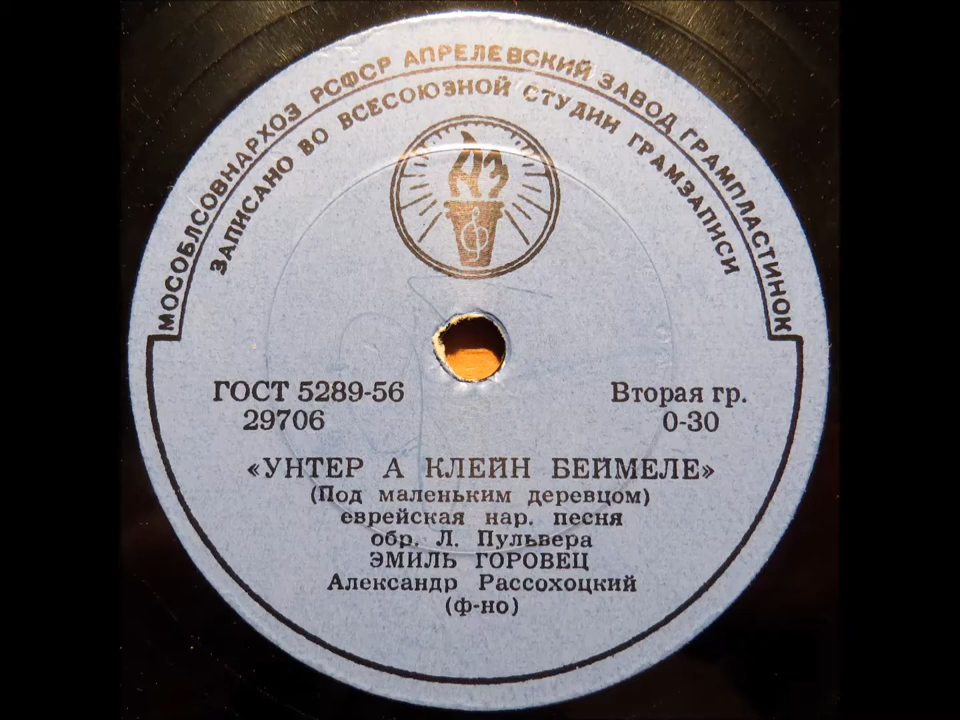 МОСОБЛСОВНАРХОЗ РСФСР АПРЕЛЕВСКИЙ ЗАВОД ГРАМПЛАСТИНОК
ЗАПИСАНО ВО ВСЕСОЮЗНОЙ СТУДИИ ГРАМЗАПИСИ
ГОСТ 5289-56
29706
Вторая гр.
0-30
«УНТЕР А КЛЕЙН БЕЙМЕЛЕ»
(Под маленьким деревцом)
еврейская нар. песня
обр. Л. Пульвера
ЭМИЛЬ ГОРОВЕЦ
Александр Рассохоцкий
(ф-но)